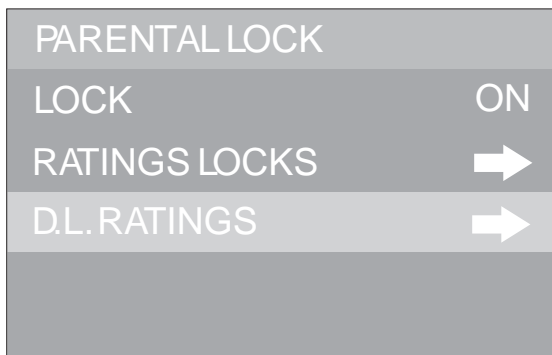 PARENTAL LOCK
LOCK ON
RATINGS LOCKS
D.L. RATINGS